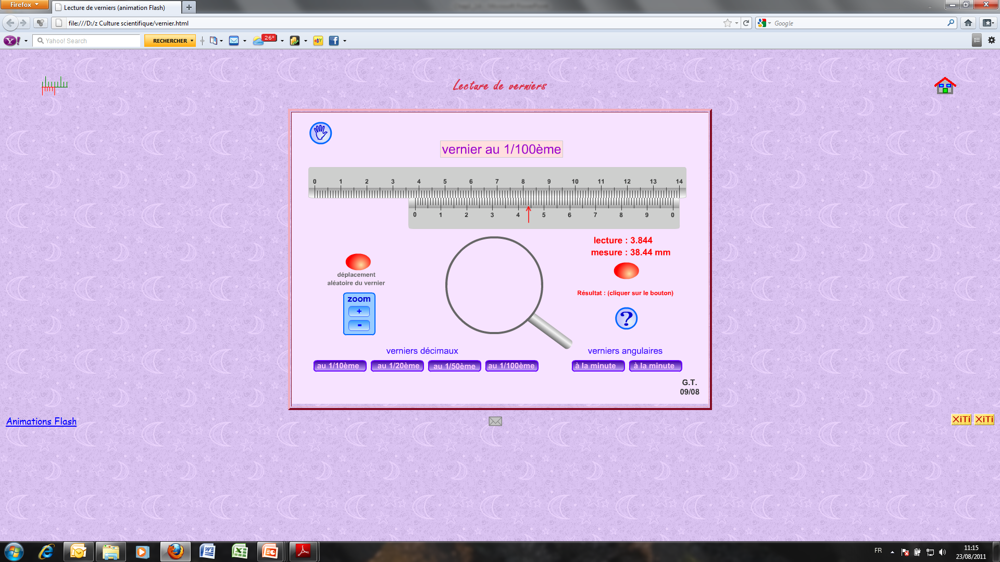 Firefox
Lecture de verniers (animation Flash)
file:///D:/z Culture scientifique/vernier.html
Google
Y!
Yahoo! Search
RECHERCHER
26°
Lecture de verniers
vernier au 1/100ème
0 1 2 3 4 5 6 7 8 9 10 11 12 13 14
0 1 2 3 4 5 6 7 8 9 0
lecture : 3.844
mesure : 38.44 mm
déplacement
aléatoire du vernier
Résultat : (cliquer sur le bouton)
zoom
+
-
?
verniers décimaux
verniers angulaires
au 1/10ème au 1/20ème au 1/50ème au 1/100ème à la minute à la minute
G.T.
09/08
Animations Flash
XiTi XiTi
FR
11:15
23/08/2011